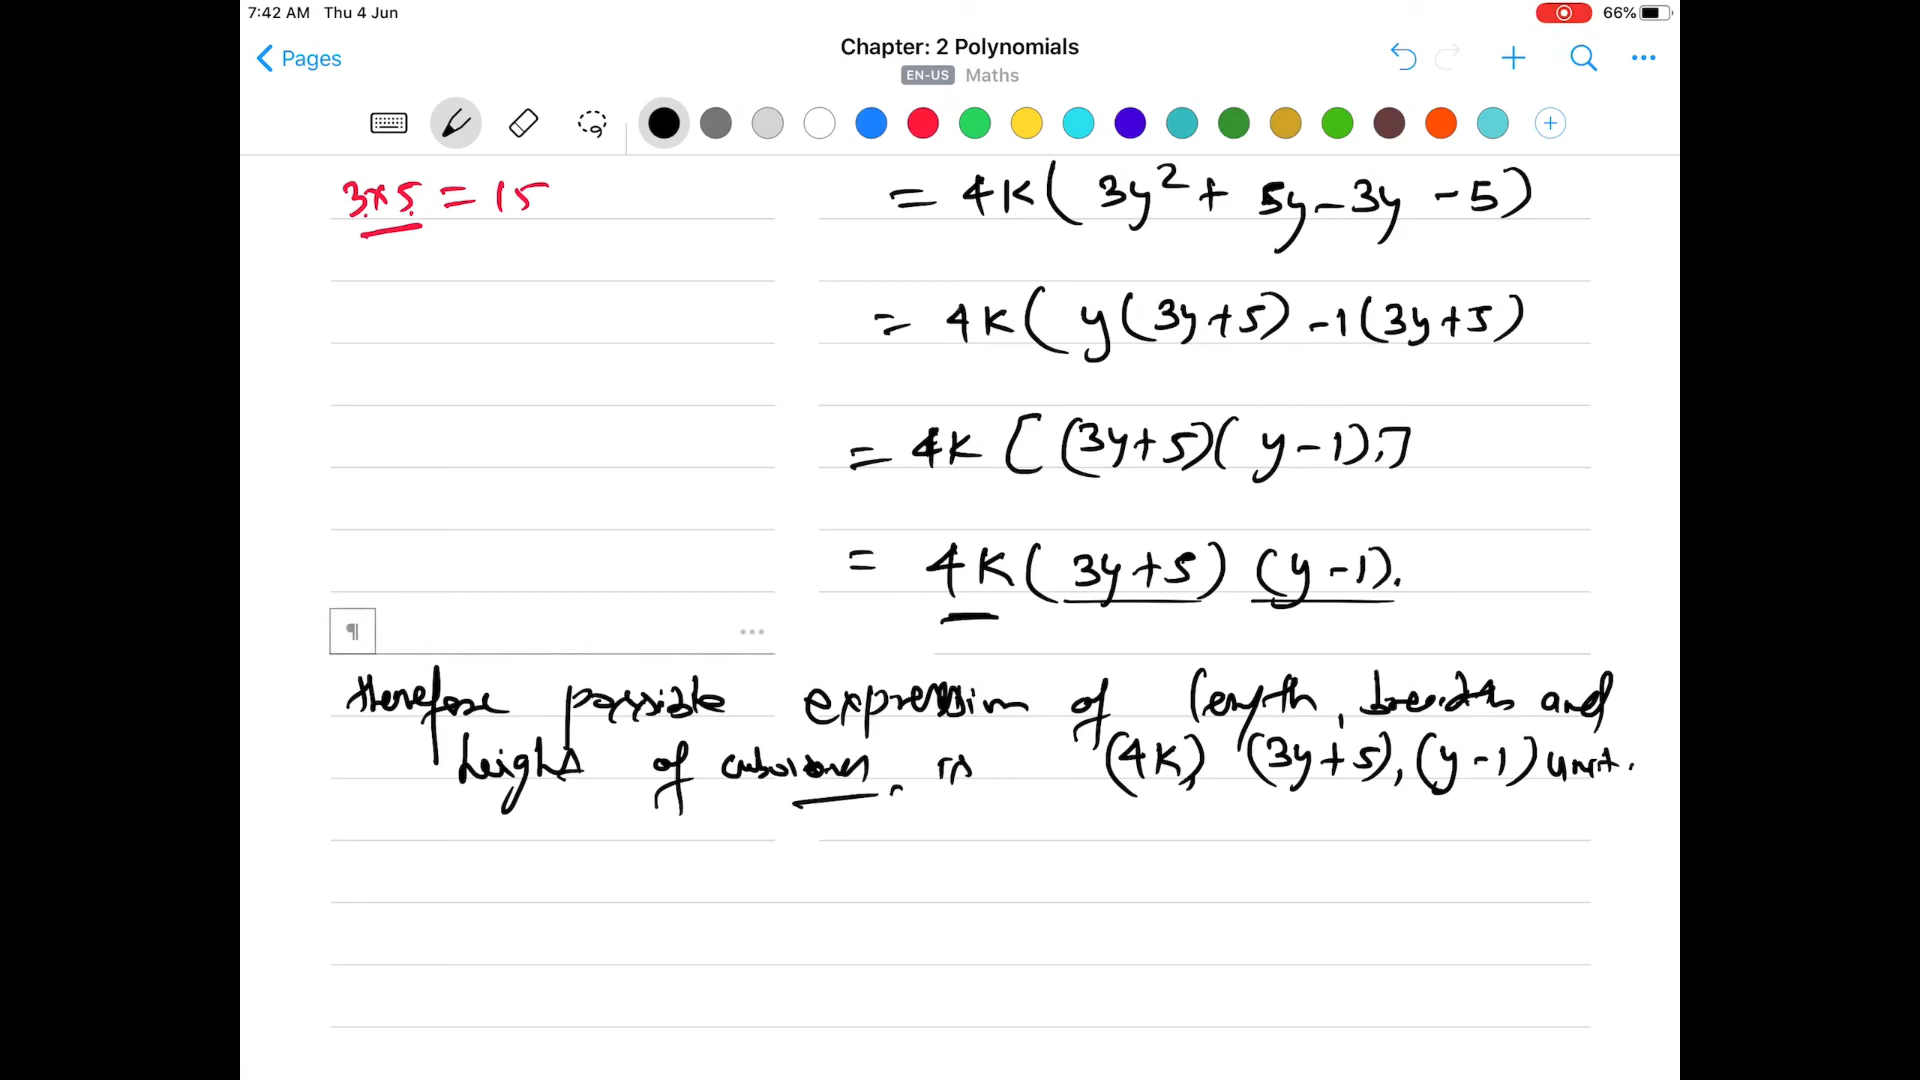 7:42 AM Thu 4 Jun
66%
Pages
Chapter: 2 Polynomials
EN-US Maths
3×5 = 15
= 4K( 3y² + 5y - 3y - 5)
= 4K( y(3y+5) -1(3y+5)
= 4K [(3y+5)(y-1)]
= 4K(3y+5) (y-1).
¶
therefore possible expression of length, breadth and
height of is (4K), (3y+5), (y-1) unit.